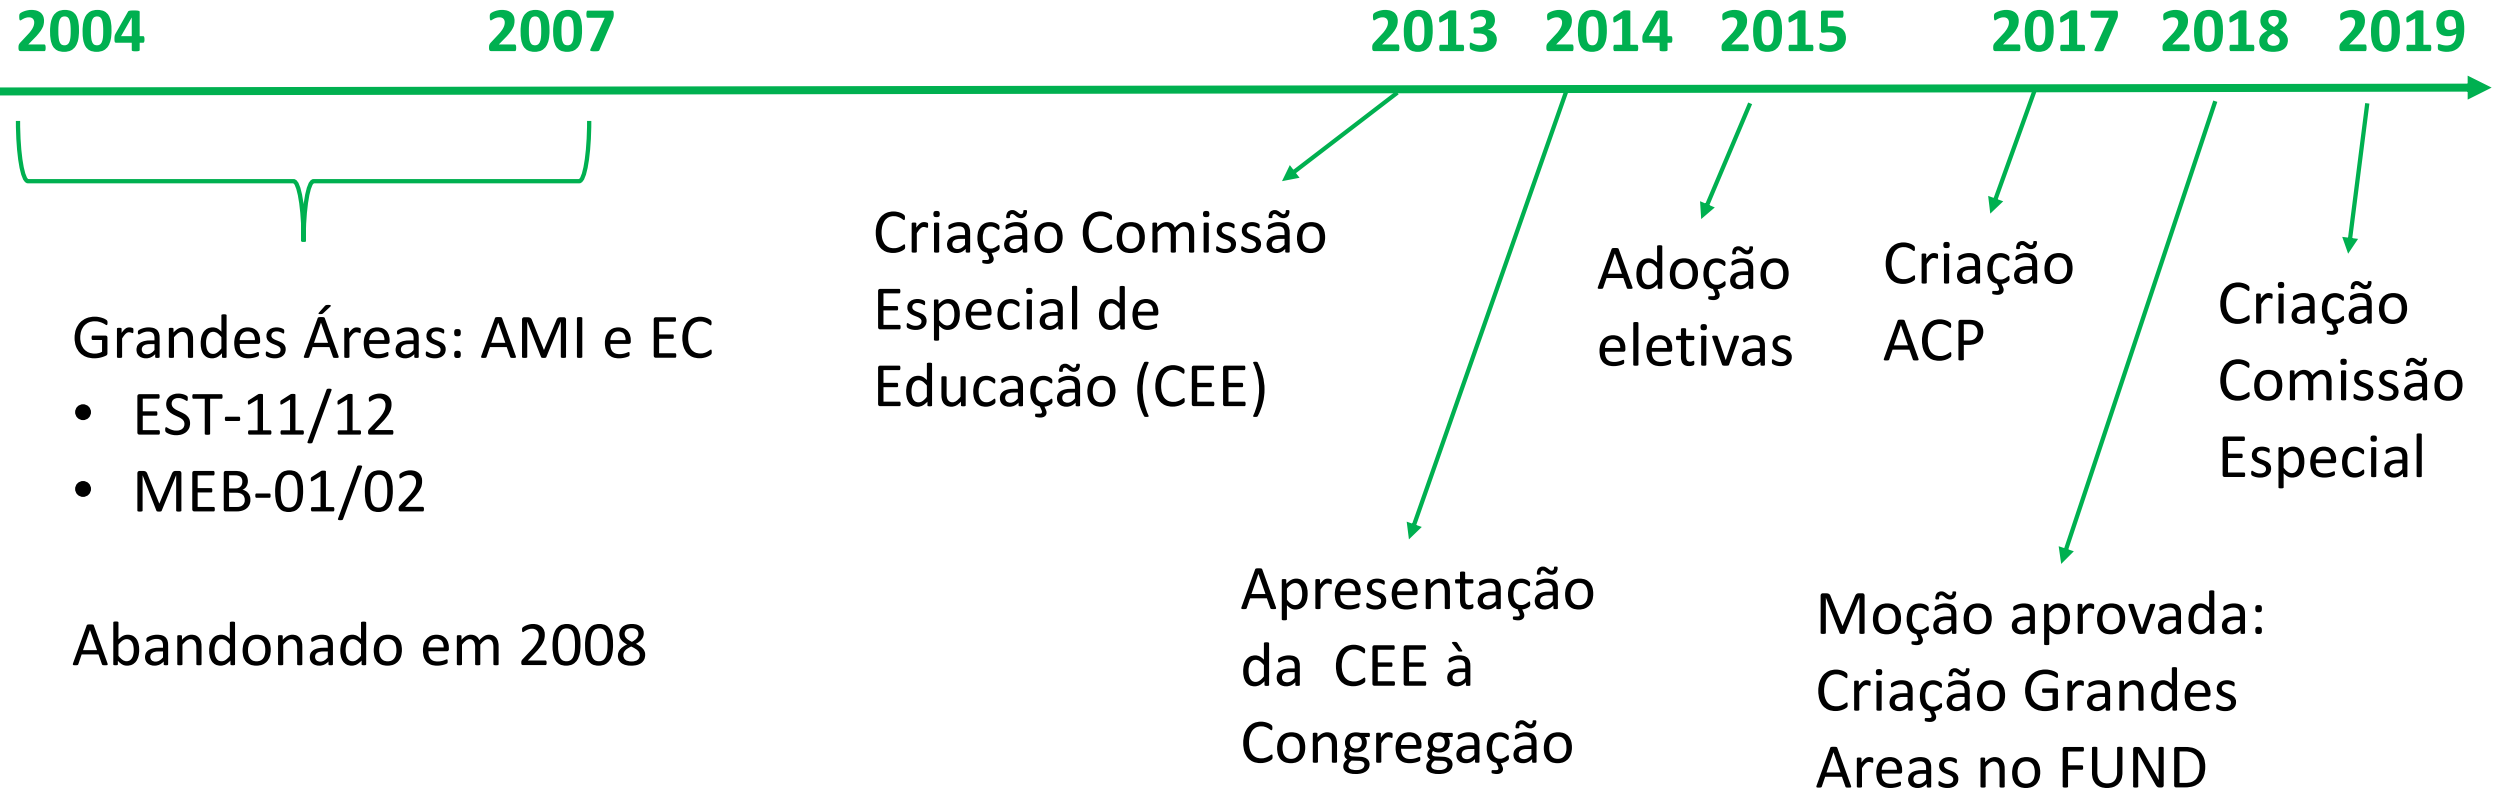 2004 2007 2013 2014 2015 2017 2018 2019
Grandes Áreas: AMI e EC
• EST-11/12
• MEB-01/02
Abandonando em 2008
Criação Comissão
Especial de
Educação (CEE)
Apresentação
da CEE à
Congregação
Adoção
eletivas
Criação
ACP
Moção aprovada:
Criação Grandes
Areas no FUND
Criação
Comissão
Especial